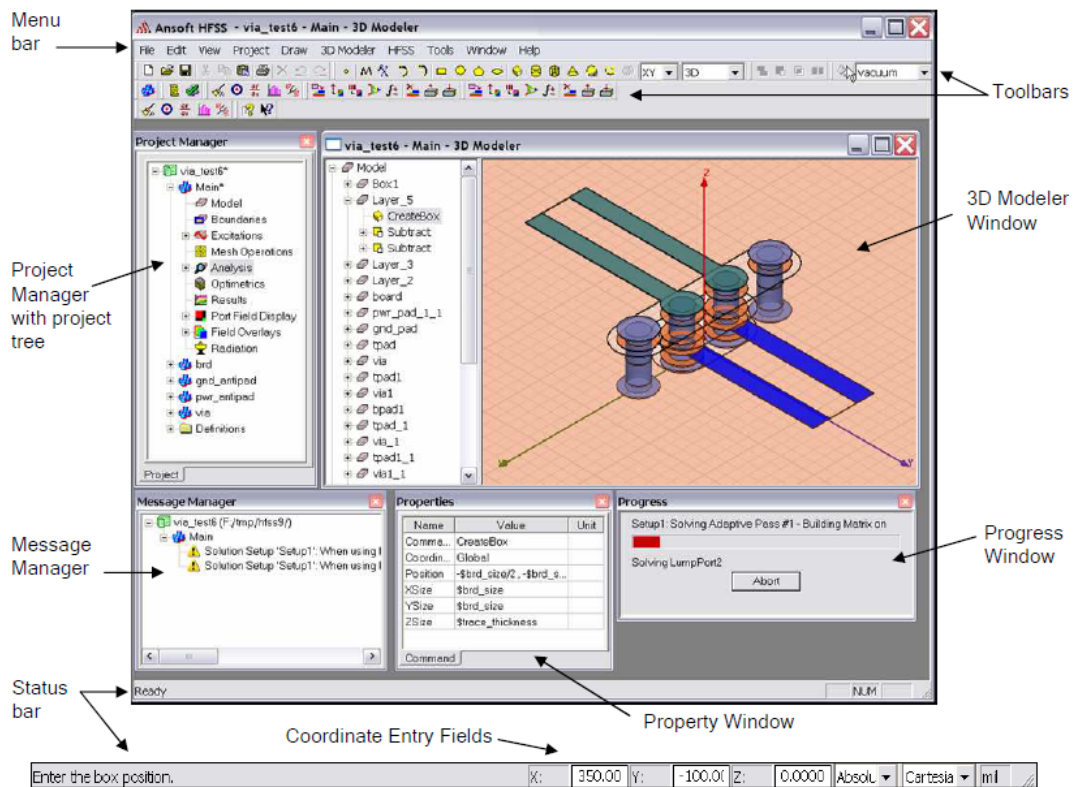 Menu bar
Ansoft HFSS - via_test6 - Main - 3D Modeler
File Edit View Project Draw 3D Modeler HFSS Tools Window Help
XY 3D vacuum
Toolbars
Project Manager
via_test6*
Main*
Model
Boundaries
Excitations
Mesh Operations
Analysis
Optimetrics
Results
Port Field Display
Field Overlays
Radiation
brd
gnd_antipad
pwr_antipad
via
Definitions
Project
Project Manager with project tree
via_test6 - Main - 3D Modeler
Model
Box1
Layer_5
CreateBox
Subtract
Subtract
Layer_3
Layer_2
board
pwr_pad_1_1
gnd_pad
tpad
via
tpad1
via1
bpad1
tpad_1
via_1
tpad1_1
via1_1
Z
Y
3D Modeler Window
Message Manager
via_test6 (F:/tmp/hfss9/)
Main
Solution Setup 'Setup1': When using l
Solution Setup 'Setup1': When using l
Message Manager
Properties
Name Value Unit
Comma... CreateBox
Coordin... Global
Position -$brd_size/2 , -$brd_s...
XSize $brd_size
YSize $brd_size
ZSize $trace_thickness
Command
Progress
Setup1: Solving Adaptive Pass #1 - Building Matrix on
Solving LumpPort2
Abort
Progress Window
Status bar
Ready NUM
Property Window
Coordinate Entry Fields
Enter the box position. X: 350.00 Y: -100.0( Z: 0.0000 Absolu Cartesia mil